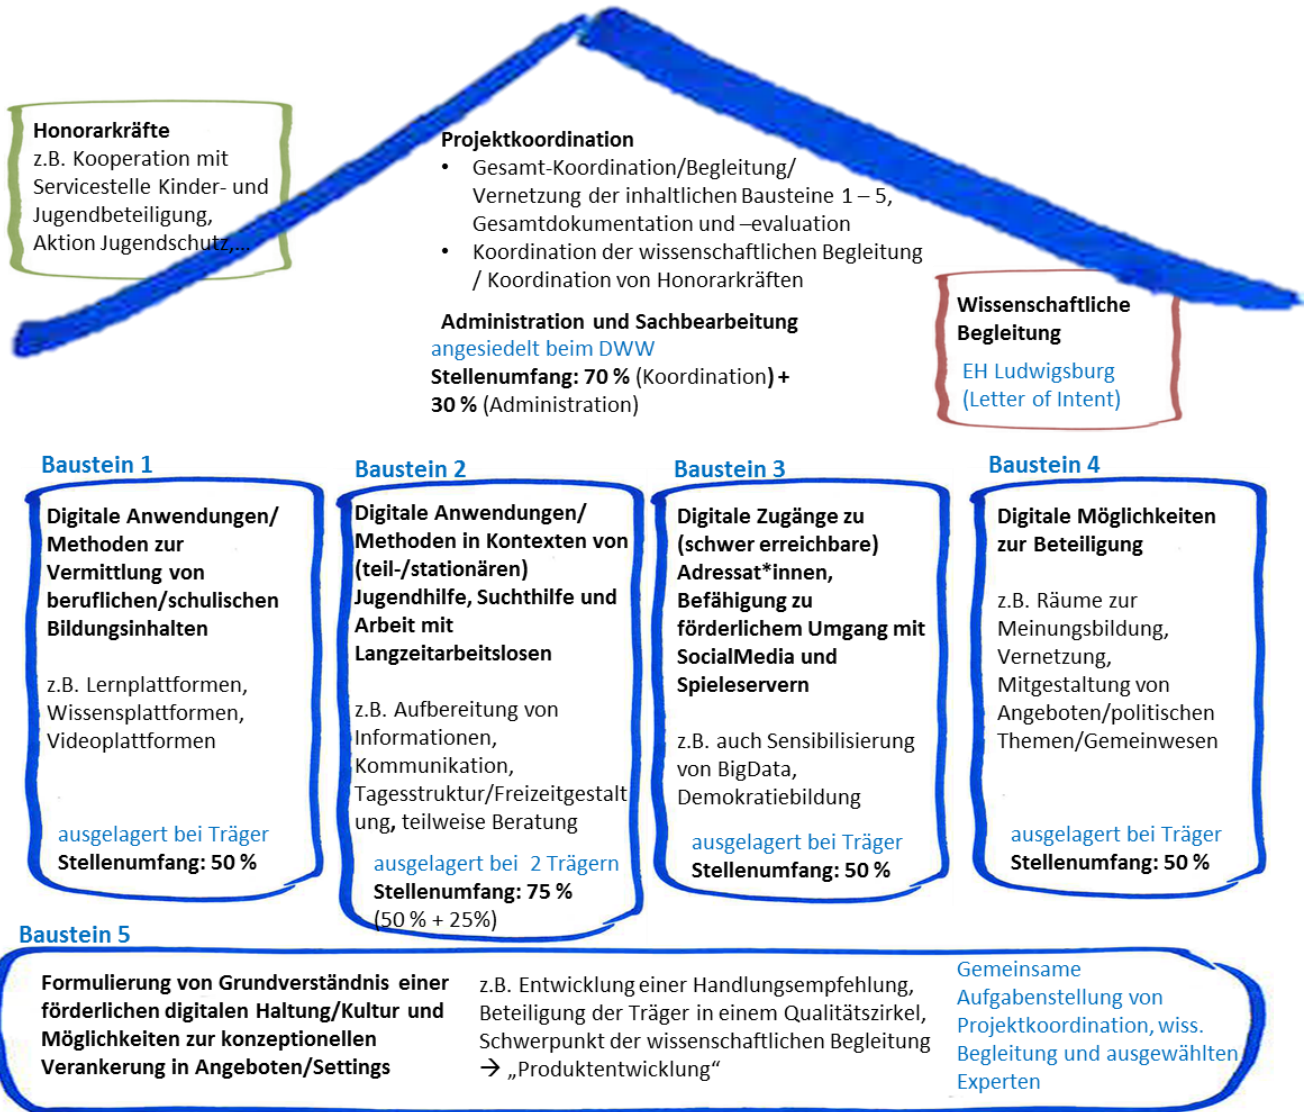 Honorarkräfte
z.B. Kooperation mit
Servicestelle Kinder- und
Jugendbeteiligung,
Aktion Jugendschutz,...
Projektkoordination
• Gesamt-Koordination/Begleitung/
Vernetzung der inhaltlichen Bausteine 1 – 5,
Gesamtdokumentation und –evaluation
• Koordination der wissenschaftlichen Begleitung
/ Koordination von Honorarkräften
Administration und Sachbearbeitung
angesiedelt beim DWW
Stellenumfang: 70 % (Koordination) +
30 % (Administration)
Wissenschaftliche
Begleitung
EH Ludwigsburg
(Letter of Intent)
Baustein 1
Digitale Anwendungen/
Methoden zur
Vermittlung von
beruflichen/schulischen
Bildungsinhalten
z.B. Lernplattformen,
Wissensplattformen,
Videoplattformen
ausgelagert bei Träger
Stellenumfang: 50 %
Baustein 2
Digitale Anwendungen/
Methoden in Kontexten von
(teil-/stationären)
Jugendhilfe, Suchthilfe und
Arbeit mit
Langzeitarbeitslosen
z.B. Aufbereitung von
Informationen,
Kommunikation,
Tagesstruktur/Freizeitgestalt
ung, teilweise Beratung
ausgelagert bei 2 Trägern
Stellenumfang: 75 %
(50 % + 25%)
Baustein 3
Digitale Zugänge zu
(schwer erreichbare)
Adressat*innen,
Befähigung zu
förderlichem Umgang mit
SocialMedia und
Spieleservern
z.B. auch Sensibilisierung
von BigData,
Demokratiebildung
ausgelagert bei Träger
Stellenumfang: 50 %
Baustein 4
Digitale Möglichkeiten
zur Beteiligung
z.B. Räume zur
Meinungsbildung,
Vernetzung,
Mitgestaltung von
Angeboten/politischen
Themen/Gemeinwesen
ausgelagert bei Träger
Stellenumfang: 50 %
Baustein 5
Formulierung von Grundverständnis einer
förderlichen digitalen Haltung/Kultur und
Möglichkeiten zur konzeptionellen
Verankerung in Angeboten/Settings
z.B. Entwicklung einer Handlungsempfehlung,
Beteiligung der Träger in einem Qualitätszirkel,
Schwerpunkt der wissenschaftlichen Begleitung
→ „Produktentwicklung“
Gemeinsame
Aufgabenstellung von
Projektkoordination, wiss.
Begleitung und ausgewählten
Experten